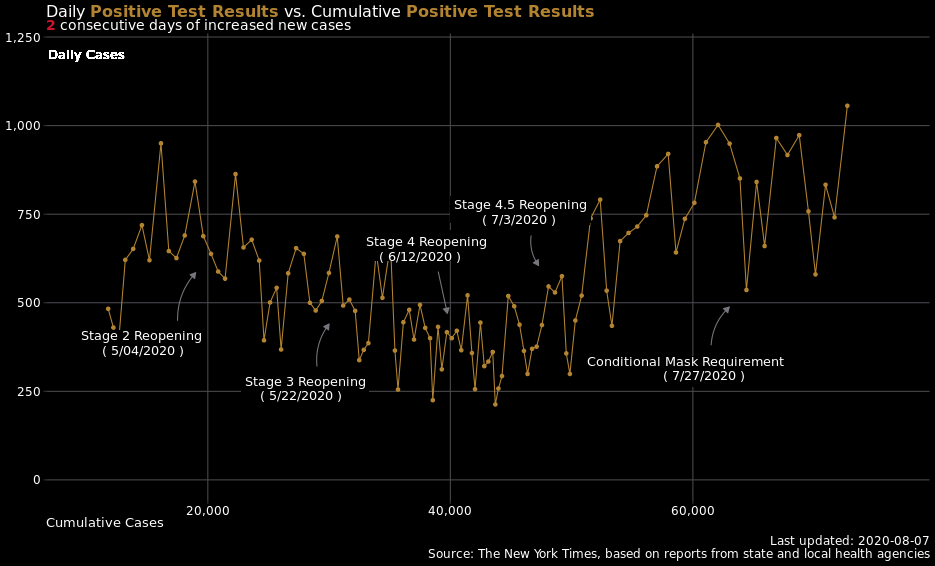 Daily Positive Test Results vs. Cumulative Positive Test Results
2 consecutive days of increased new cases
1,250
Daily Cases
1,000
750
Stage 4.5 Reopening
( 7/3/2020 )
Stage 4 Reopening
( 6/12/2020 )
500
Stage 2 Reopening
( 5/04/2020 )
Conditional Mask Requirement
( 7/27/2020 )
Stage 3 Reopening
( 5/22/2020 )
250
0
20,000 40,000 60,000
Cumulative Cases
Last updated: 2020-08-07
Source: The New York Times, based on reports from state and local health agencies